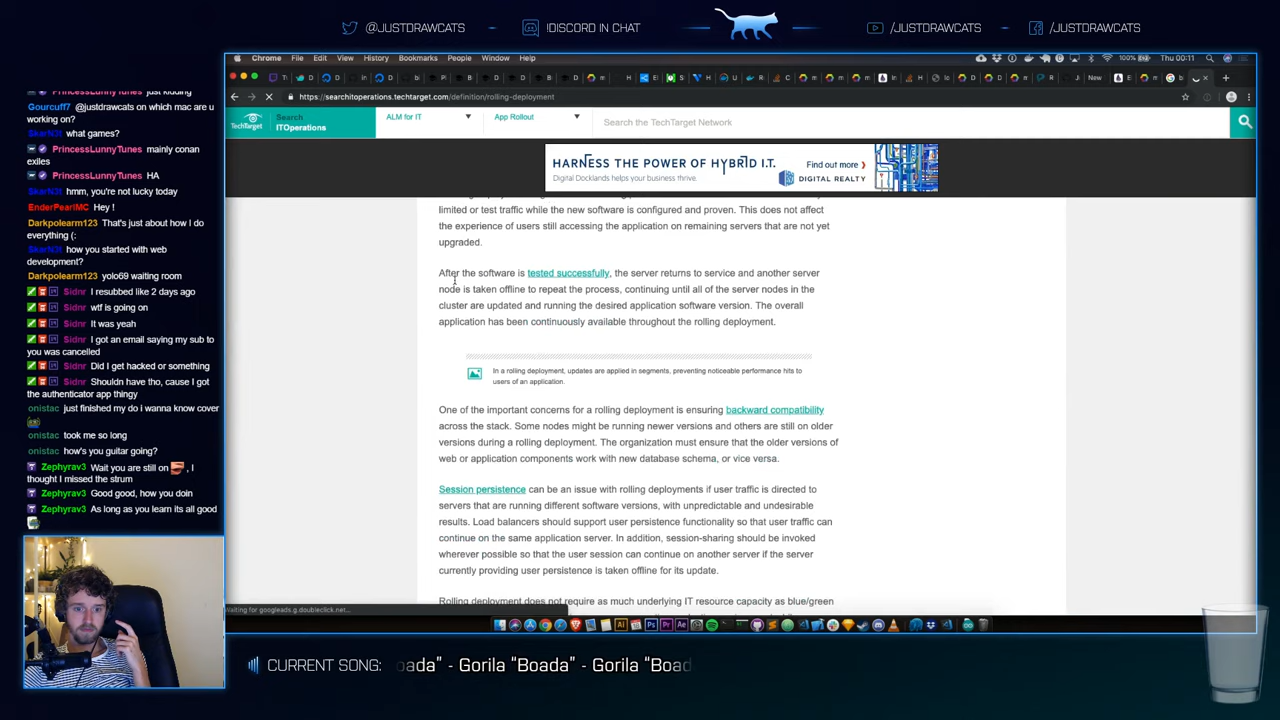 @JUSTDRAWCATS
!DISCORD IN CHAT
/JUSTDRAWCATS
/JUSTDRAWCATS
Chrome File Edit View History Bookmarks People Window Help
100% Thu 00:11
New
https://searchitoperations.techtarget.com/definition/rolling-deployment
TechTarget
Search
ITOperations
ALM for IT
App Rollout
Search the TechTarget Network
HARNESS THE POWER OF HYBRID I.T.
Digital Docklands helps your business thrive.
Find out more
DIGITAL REALTY
limited or test traffic while the new software is configured and proven. This does not affect
the experience of users still accessing the application on remaining servers that are not yet
upgraded.
After the software is tested successfully, the server returns to service and another server
node is taken offline to repeat the process, continuing until all of the server nodes in the
cluster are updated and running the desired application software version. The overall
application has been continuously available throughout the rolling deployment.
In a rolling deployment, updates are applied in segments, preventing noticeable performance hits to
users of an application.
One of the important concerns for a rolling deployment is ensuring backward compatibility
across the stack. Some nodes might be running newer versions and others are still on older
versions during a rolling deployment. The organization must ensure that the older versions of
web or application components work with new database schema, or vice versa.
Session persistence can be an issue with rolling deployments if user traffic is directed to
servers that are running different software versions, with unpredictable and undesirable
results. Load balancers should support user persistence functionality so that user traffic can
continue on the same application server. In addition, session-sharing should be invoked
wherever possible so that the user session can continue on another server if the server
currently providing user persistence is taken offline for its update.
Rolling deployment does not require as much underlying IT resource capacity as blue/green
Waiting for googleads.g.doubleclick.net...
PrincessLunnyTunes just kidding
Gourcuff7 @justdrawcats on which mac are u
working on?
SkarN3t what games?
PrincessLunnyTunes mainly conan
exiles
PrincessLunnyTunes HA
SkarN3t hmm, you're not lucky today
EnderPearlMC Hey !
Darkpolearm123 That's just about how I do
everything (;
SkarN3t how you started with web
development?
Darkpolearm123 yolo69 waiting room
Sidnr I resubbed like 2 days ago
Sidnr wtf is going on
Sidnr It was yeah
Sidnr I got an email saying my sub to
you was cancelled
Sidnr Did I get hacked or something
Sidnr Shouldn have tho, cause I got
the authenticator app thingy
onistac just finished my do i wanna know cover
onistac took me so long
onistac how's you guitar going?
Zephyrav3 Wait you are still on , I
thought I missed the strum
Zephyrav3 Good good, how you doin
Zephyrav3 As long as you learn its all good
CURRENT SONG: oada" - Gorila "Boada" - Gorila "Boad